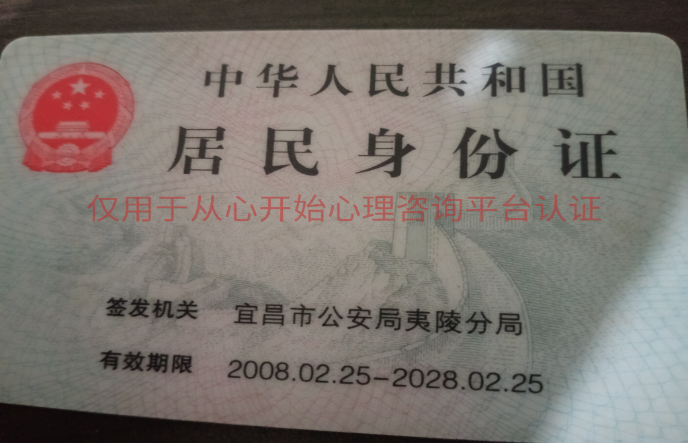 中华人民共和国
居民身份证
仅用于从心开始心理咨询平台认证
签发机关 宜昌市公安局夷陵分局
有效期限 2008.02.25-2028.02.25